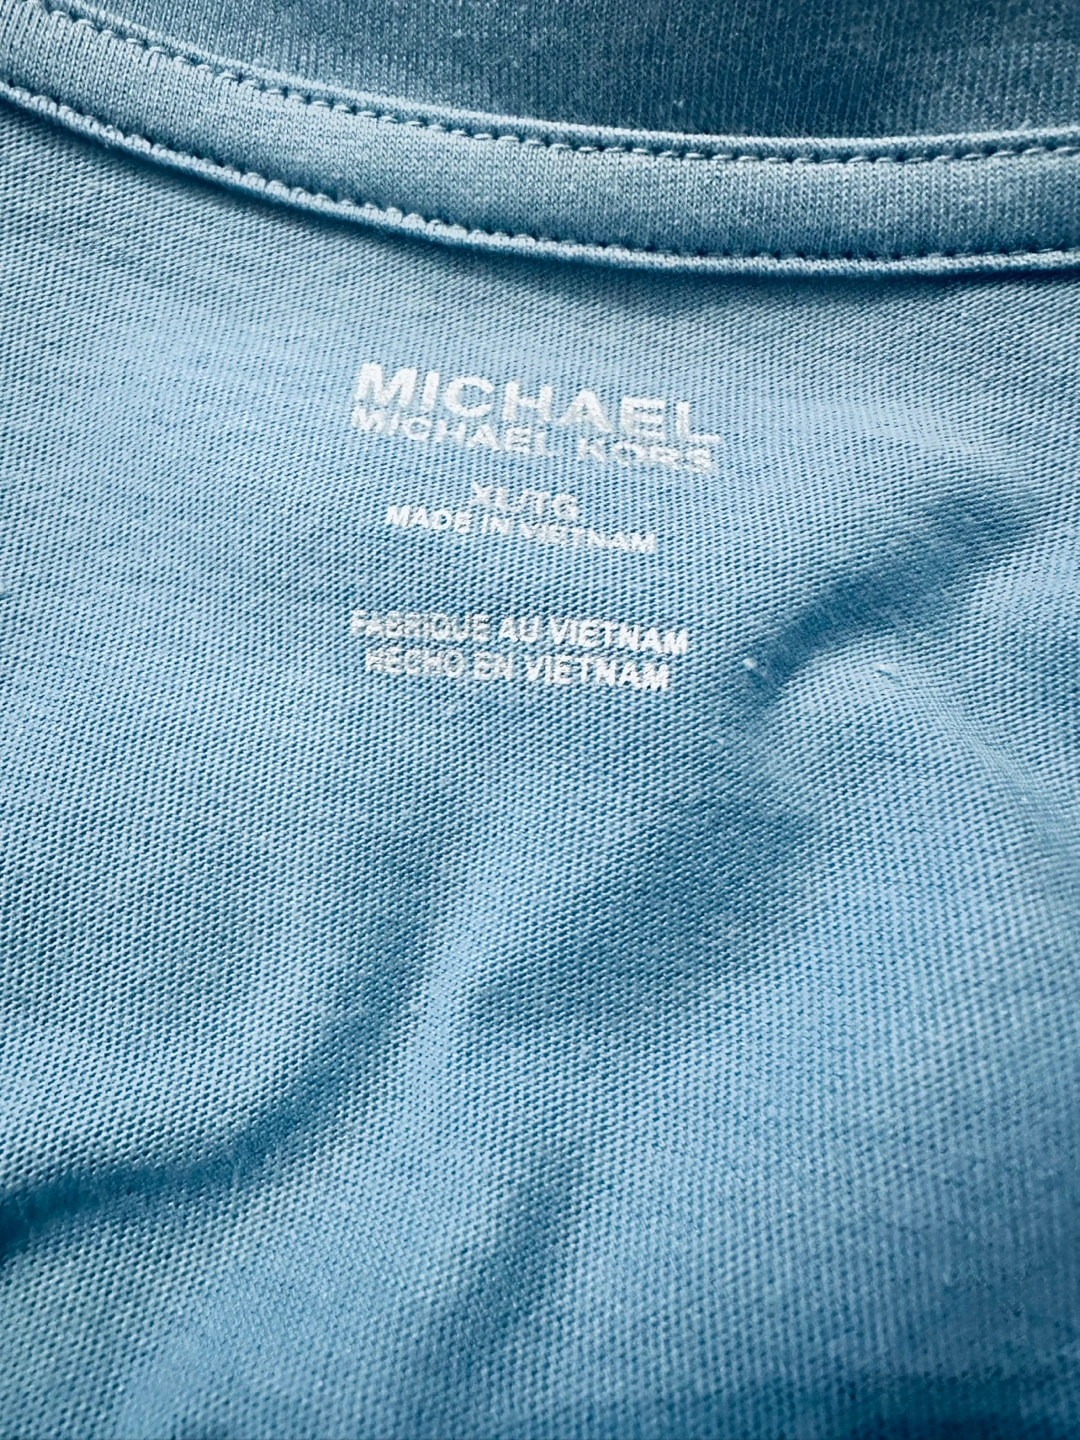 MICHAEL
MICHAEL KORS
XL/TG
MADE IN VIETNAM
FABRIQUE AU VIETNAM
HECHO EN VIETNAM